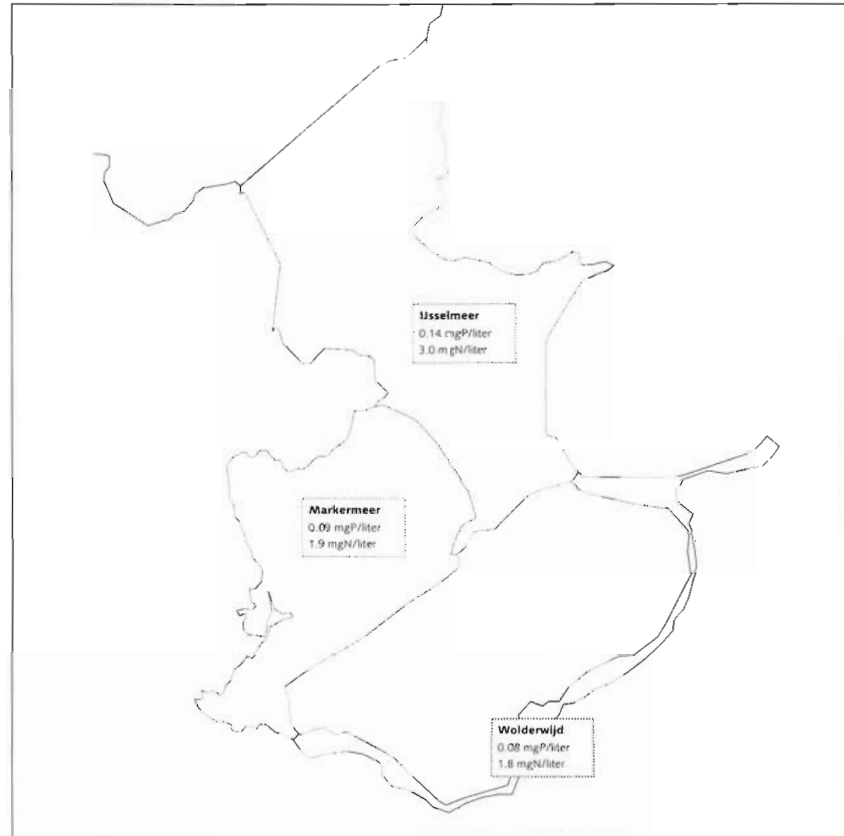 IJsselmeer
0.14 mgP/liter
3.0 mgN/liter
Markermeer
0.09 mgP/liter
1.9 mgN/liter
Wolderwijd
0.08 mgP/liter
1.8 mgN/liter